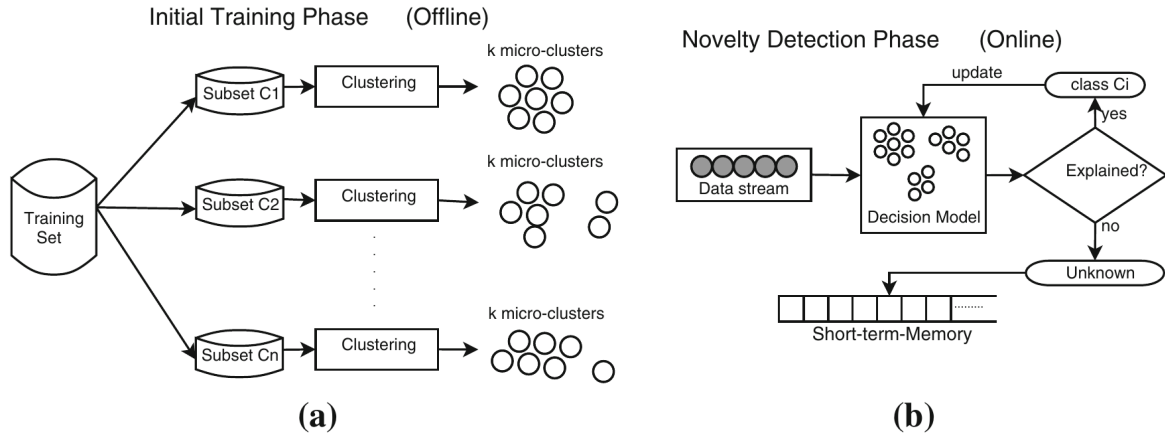 Initial Training Phase (Offline)
k micro-clusters
Subset C1
Clustering
k micro-clusters
Training
Set
Subset C2
Clustering
k micro-clusters
Subset Cn
Clustering
(a)
Novelty Detection Phase (Online)
update
class Ci
yes
Data stream
Decision Model
Explained?
no
Unknown
Short-term-Memory
(b)